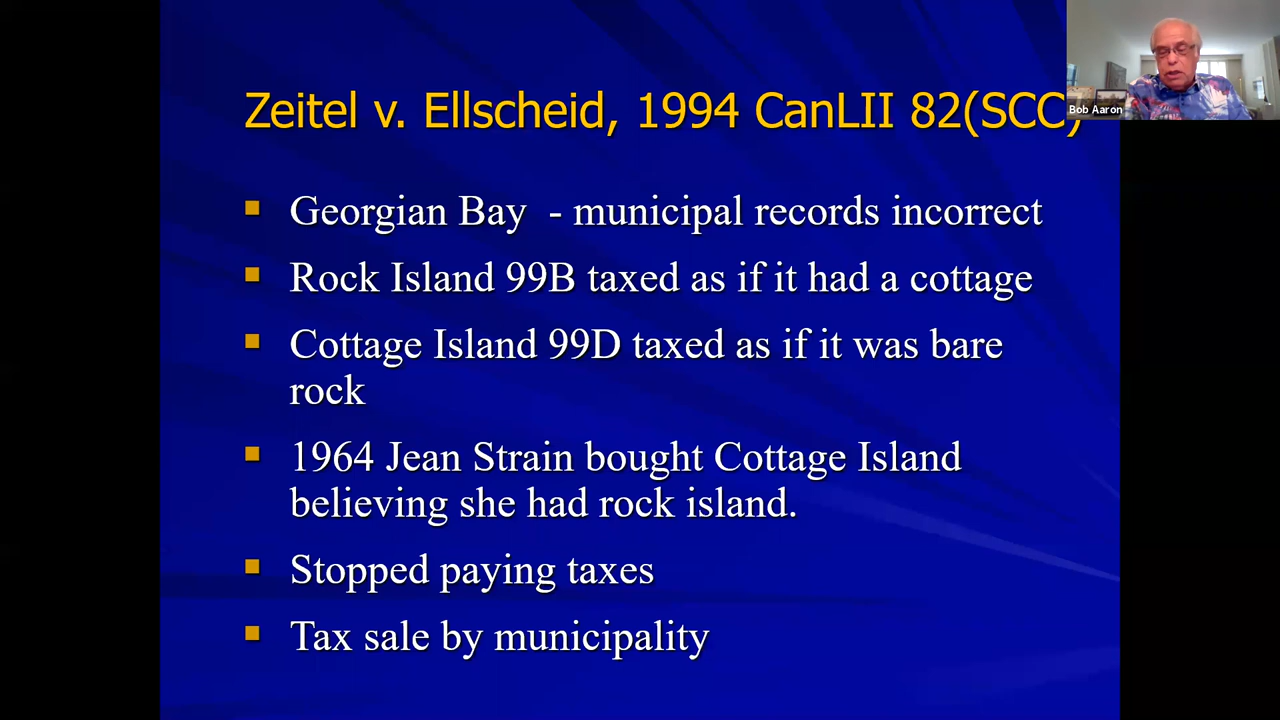 Zeitel v. Ellscheid, 1994 CanLII 82(SCC)
Bob Aaron
Georgian Bay - municipal records incorrect
Rock Island 99B taxed as if it had a cottage
Cottage Island 99D taxed as if it was bare
rock
1964 Jean Strain bought Cottage Island
believing she had rock island.
Stopped paying taxes
Tax sale by municipality